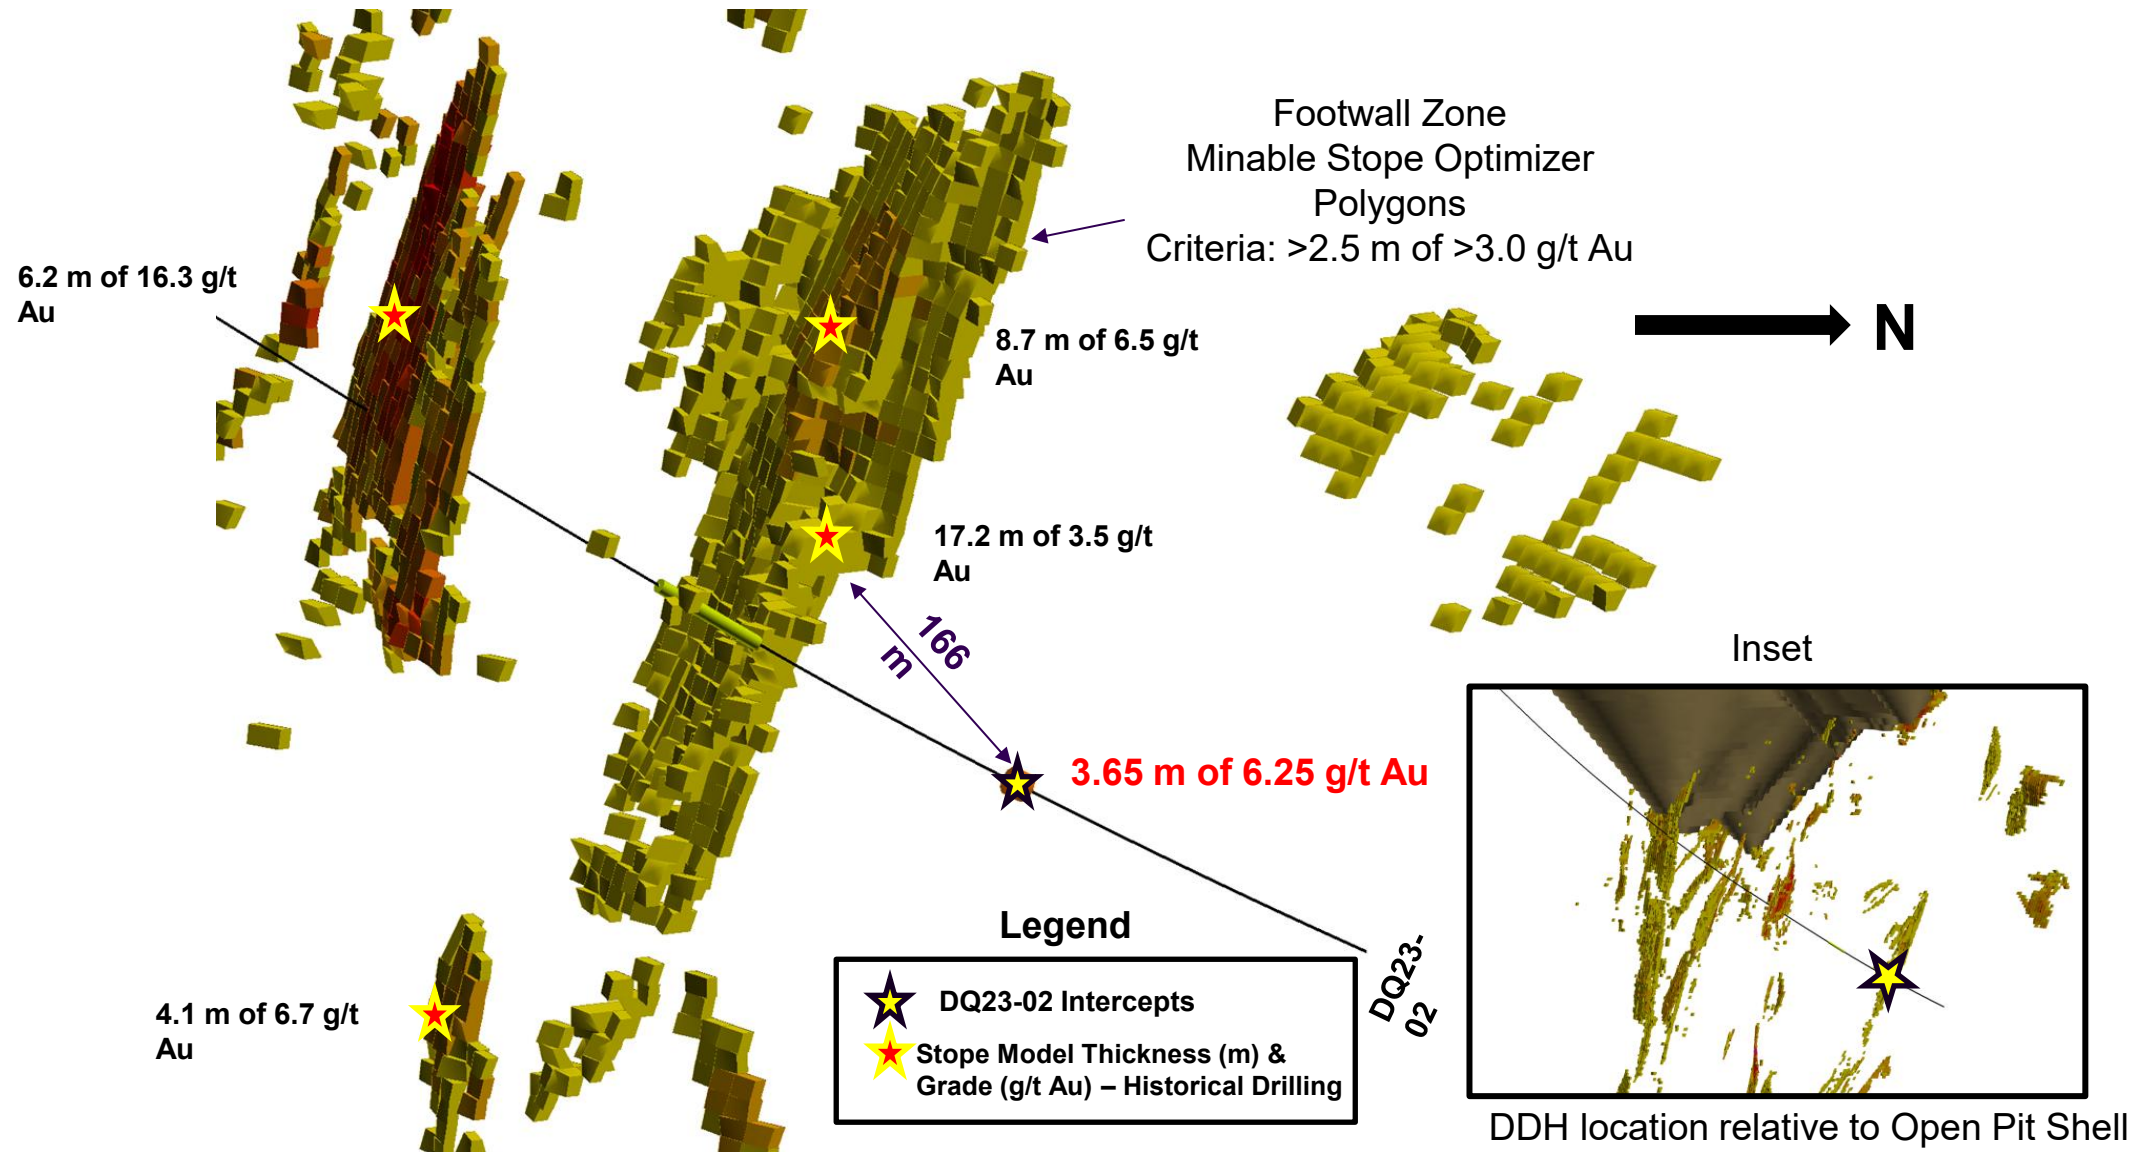 Footwall Zone
Minable Stope Optimizer
Polygons
Criteria: >2.5 m of >3.0 g/t Au
6.2 m of 16.3 g/t
Au
N
8.7 m of 6.5 g/t
Au
17.2 m of 3.5 g/t
Au
166
m
Inset
3.65 m of 6.25 g/t Au
Legend
DQ23-02 Intercepts
Stope Model Thickness (m) &
Grade (g/t Au) – Historical Drilling
DQ23-
02
4.1 m of 6.7 g/t
Au
DDH location relative to Open Pit Shell